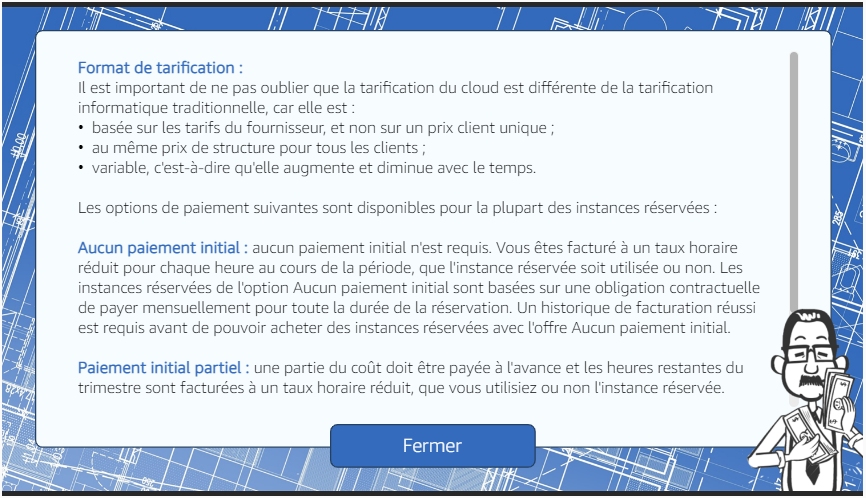 Format de tarification :
Il est important de ne pas oublier que la tarification du cloud est différente de la tarification
informatique traditionnelle, car elle est :
• basée sur les tarifs du fournisseur, et non sur un prix client unique ;
• au même prix de structure pour tous les clients ;
• variable, c'est-à-dire qu'elle augmente et diminue avec le temps.
Les options de paiement suivantes sont disponibles pour la plupart des instances réservées :
Aucun paiement initial : aucun paiement initial n'est requis. Vous êtes facturé à un taux horaire
réduit pour chaque heure au cours de la période, que l'instance réservée soit utilisée ou non. Les
instances réservées de l'option Aucun paiement initial sont basées sur une obligation contractuelle
de payer mensuellement pour toute la durée de la réservation. Un historique de facturation réussi
est requis avant de pouvoir acheter des instances réservées avec l'offre Aucun paiement initial.
Paiement initial partiel : une partie du coût doit être payée à l'avance et les heures restantes du
trimestre sont facturées à un taux horaire réduit, que vous utilisiez ou non l'instance réservée.
Fermer